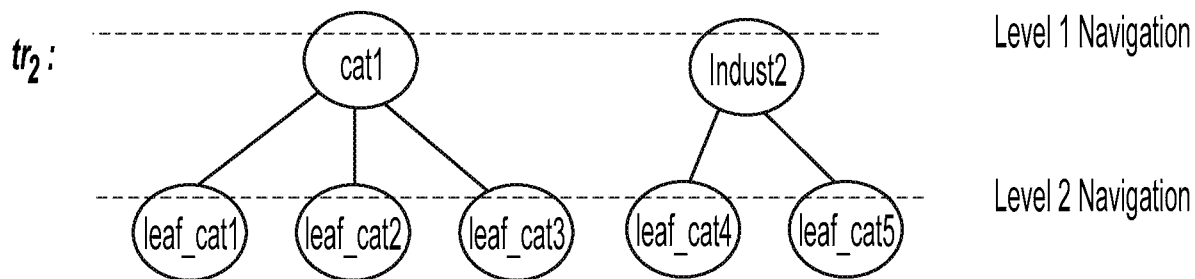 Level 1 Navigation
tr2 :
cat1
Indust2
Level 2 Navigation
leaf_cat1
leaf_cat2
leaf_cat3
leaf_cat4
leaf_cat5